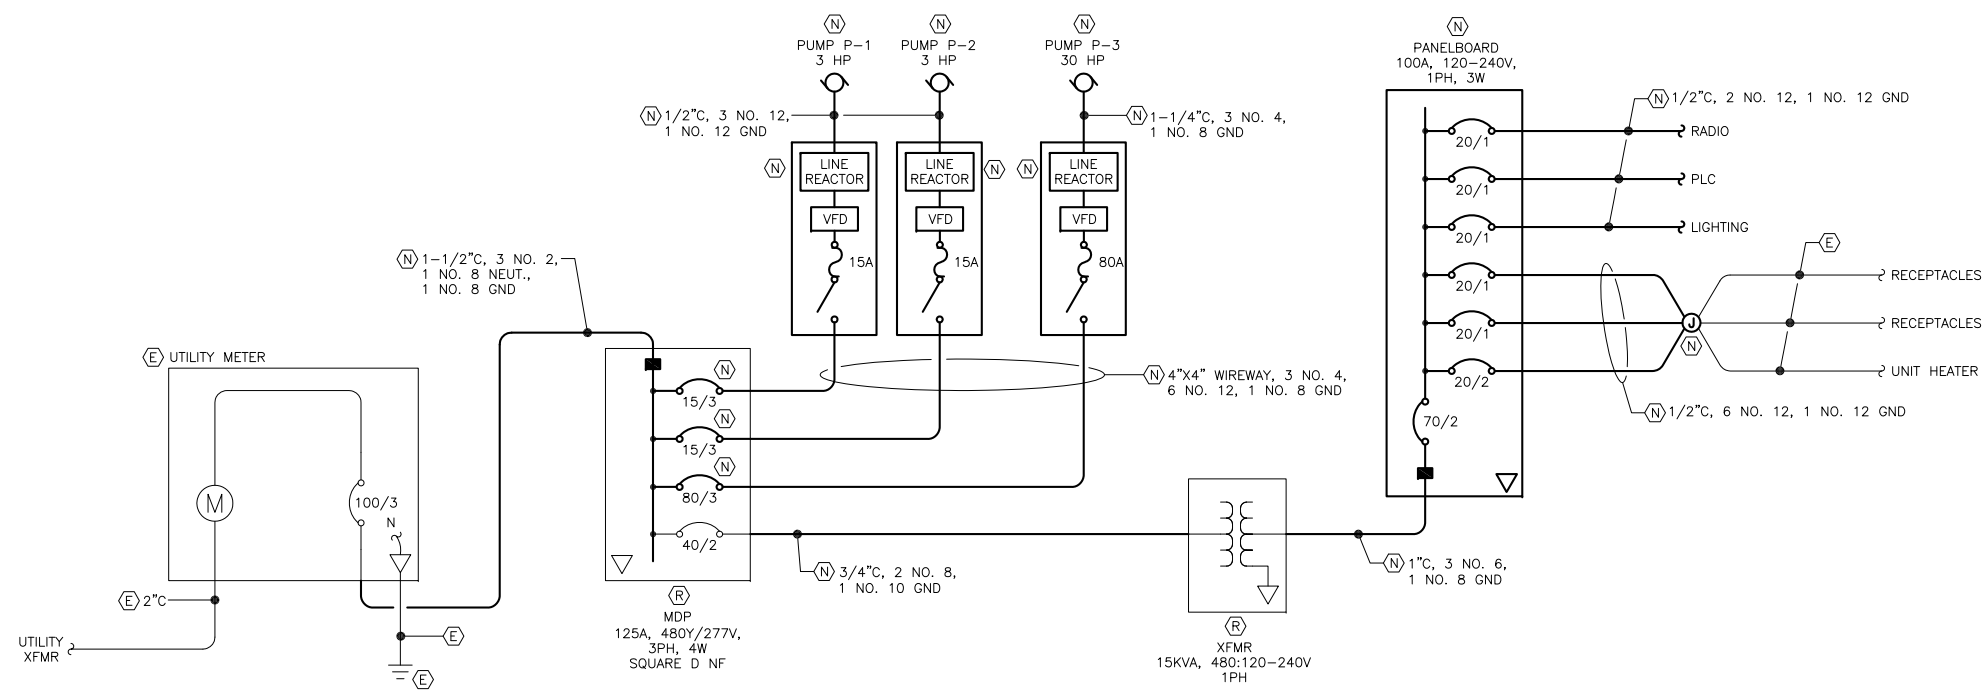 N
PUMP P-1
3 HP
N
PUMP P-2
3 HP
N
PUMP P-3
30 HP
N
PANELBOARD
100A, 120-240V,
1PH, 3W
N 1/2"C, 3 NO. 12,
1 NO. 12 GND
N 1-1/4"C, 3 NO. 4,
1 NO. 8 GND
N 1/2"C, 2 NO. 12, 1 NO. 12 GND
N
LINE
REACTOR
VFD
15A
LINE
REACTOR
N
VFD
15A
N
LINE
REACTOR
VFD
80A
20/1
RADIO
20/1
PLC
20/1
LIGHTING
E
20/1
RECEPTACLES
20/1
J
N
RECEPTACLES
20/2
UNIT HEATER
70/2
N 1/2"C, 6 NO. 12, 1 NO. 12 GND
N 1-1/2"C, 3 NO. 2,
1 NO. 8 NEUT.,
1 NO. 8 GND
E UTILITY METER
M
100/3
N
E 2"C
UTILITY
XFMR
E
E
N
15/3
N
15/3
N
80/3
40/2
R
MDP
125A, 480Y/277V,
3PH, 4W
SQUARE D NF
N 4"X4" WIREWAY, 3 NO. 4,
6 NO. 12, 1 NO. 8 GND
N 3/4"C, 2 NO. 8,
1 NO. 10 GND
R
XFMR
15KVA, 480:120-240V
1PH
N 1"C, 3 NO. 6,
1 NO. 8 GND